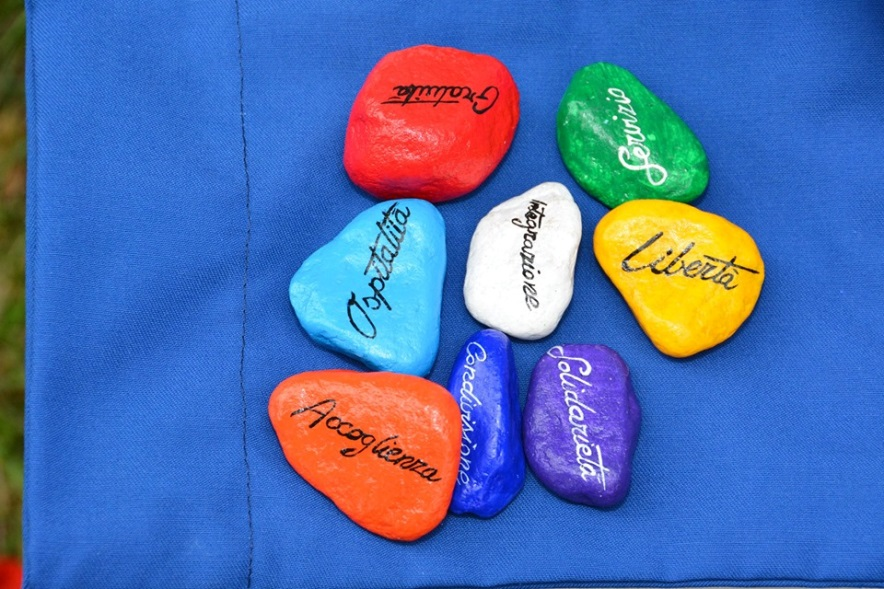 Gratuità
Servizio
Ospitalità
Integrazione
Libertà
Accoglienza
Condivisione
Solidarietà